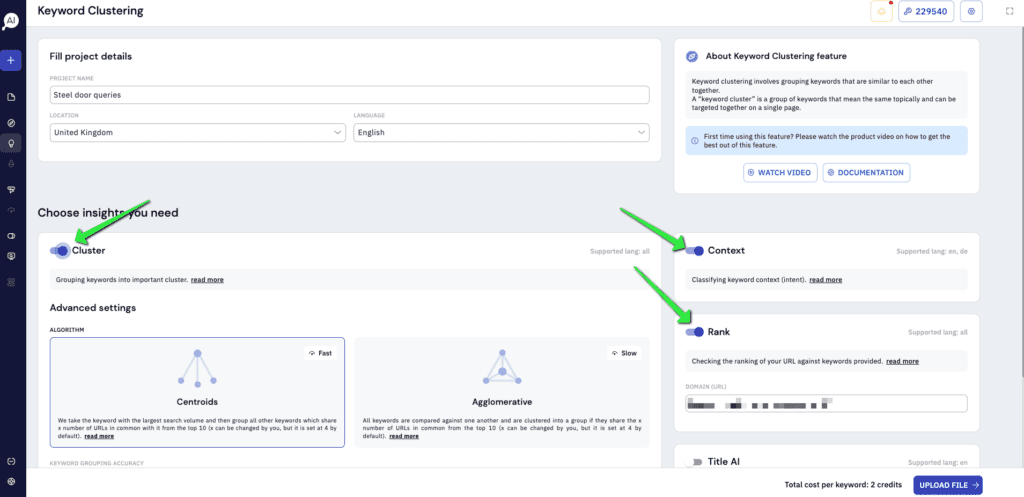 AI
Keyword Clustering
229540
Fill project details
PROJECT NAME
Steel door queries
LOCATION
LANGUAGE
United Kingdom
English
About Keyword Clustering feature
Keyword clustering involves grouping keywords that are similar to each other
together.
A "keyword cluster" is a group of keywords that mean the same topically and can be
targeted together on a single page.
First time using this feature? Please watch the product video on how to get the
best out of this feature.
WATCH VIDEO
DOCUMENTATION
Choose insights you need
Cluster
Supported lang: all
Grouping keywords into important cluster. read more
Advanced settings
ALGORITHM
Fast
Centroids
We take the keyword with the largest search volume and then group all other keywords which share
x number of URLs in common with it from the top 10 (x can be changed by you, but it is set at 4 by
default). read more
Slow
Agglomerative
All keywords are compared against one another and are clustered into a group if they share the x
number of URLs in common from the top 10 (x can be changed by you, but it is set at 4 by
default). read more
KEYWORD GROUPING ACCURACY
Context
Supported lang: en, de
Classifying keyword context (intent). read more
Rank
Supported lang: all
Checking the ranking of your URL against keywords provided. read more
DOMAIN (URL)
Title AI
Supported lang: en
Total cost per keyword: 2 credits
UPLOAD FILE